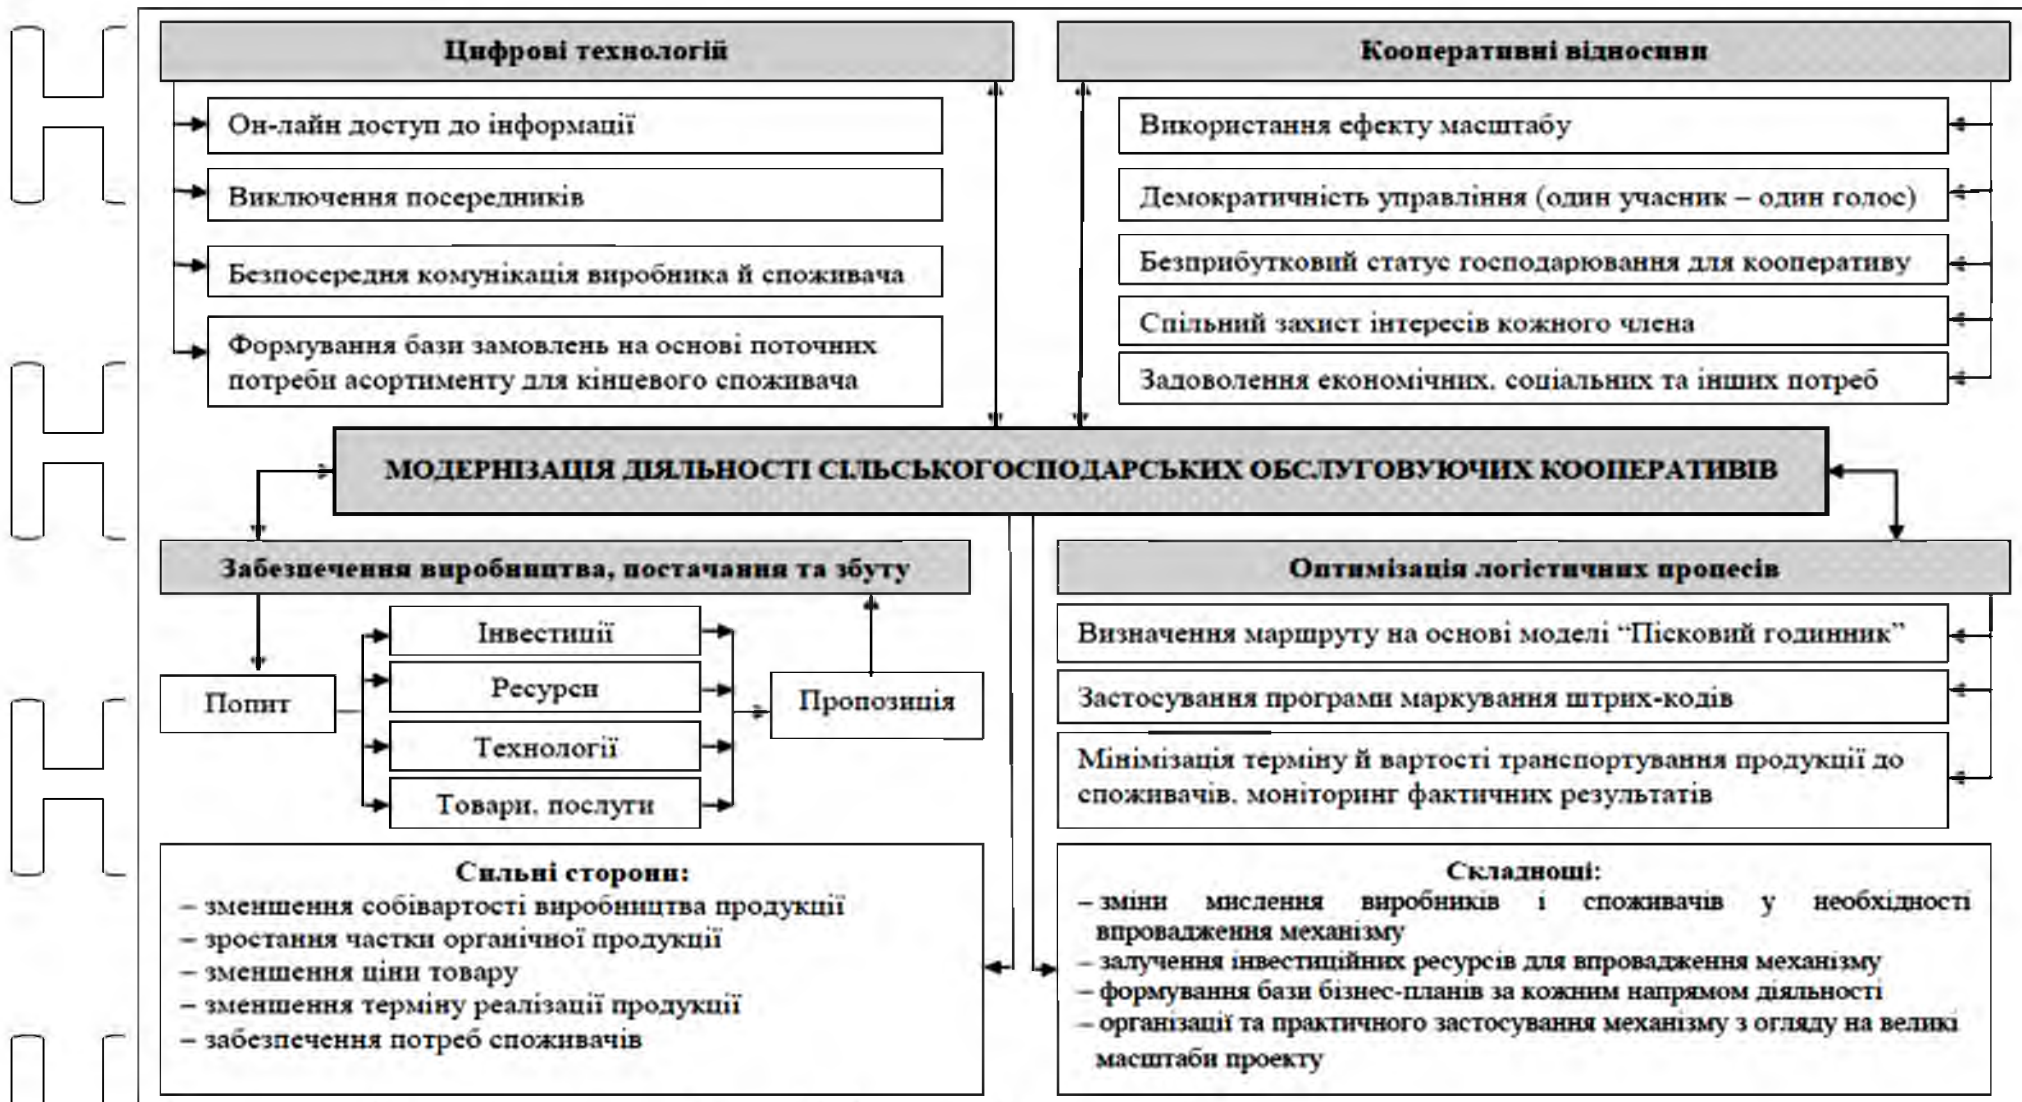 Цифрові технологій
Он-лайн доступ до інформації
Виключення посередників
Безпосередня комунікація виробника й споживача
Формування бази замовлень на основі поточних
потреби асортименту для кінцевого споживача
Кооперативні відносини
Використання ефекту масштабу
Демократичність управління (один учасник – один голос)
Безприбутковий статус господарювання для кооперативу
Спільний захист інтересів кожного члена
Задоволення економічних, соціальних та інших потреб
МОДЕРНІЗАЦІЯ ДІЯЛЬНОСТІ СІЛЬСЬКОГОСПОДАРСЬКИХ ОБСЛУГОВУЮЧИХ КООПЕРАТИВІВ
Забезпечення виробництва, постачання та збуту
Попит
Інвестиції
Ресурси
Технології
Товари, послуги
Пропозиція
Оптимізація логістичних процесів
Визначення маршруту на основі моделі “Пісковий годинник”
Застосування програми маркування штрих-кодів
Мінімізація терміну й вартості транспортування продукції до
споживачів, моніторинг фактичних результатів
Сильні сторони:
– зменшення собівартості виробництва продукції
– зростання частки органічної продукції
– зменшення ціни товару
– зменшення терміну реалізації продукції
– забезпечення потреб споживачів
Складнощі:
– зміни мислення виробників і споживачів у необхідності
впровадження механізму
– залучення інвестиційних ресурсів для впровадження механізму
– формування бази бізнес-планів за кожним напрямом діяльності
– організації та практичного застосування механізму з огляду на великі
масштаби проекту